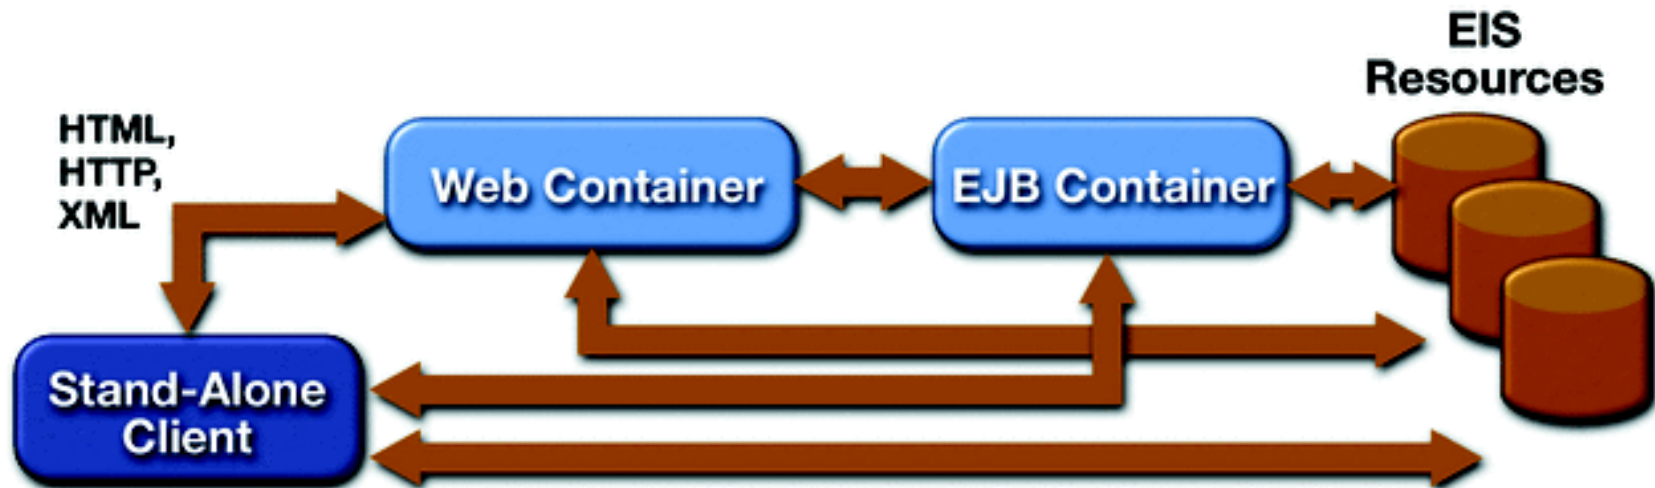 EIS
Resources
HTML,
HTTP,
XML
Web Container
EJB Container
Stand-Alone
Client